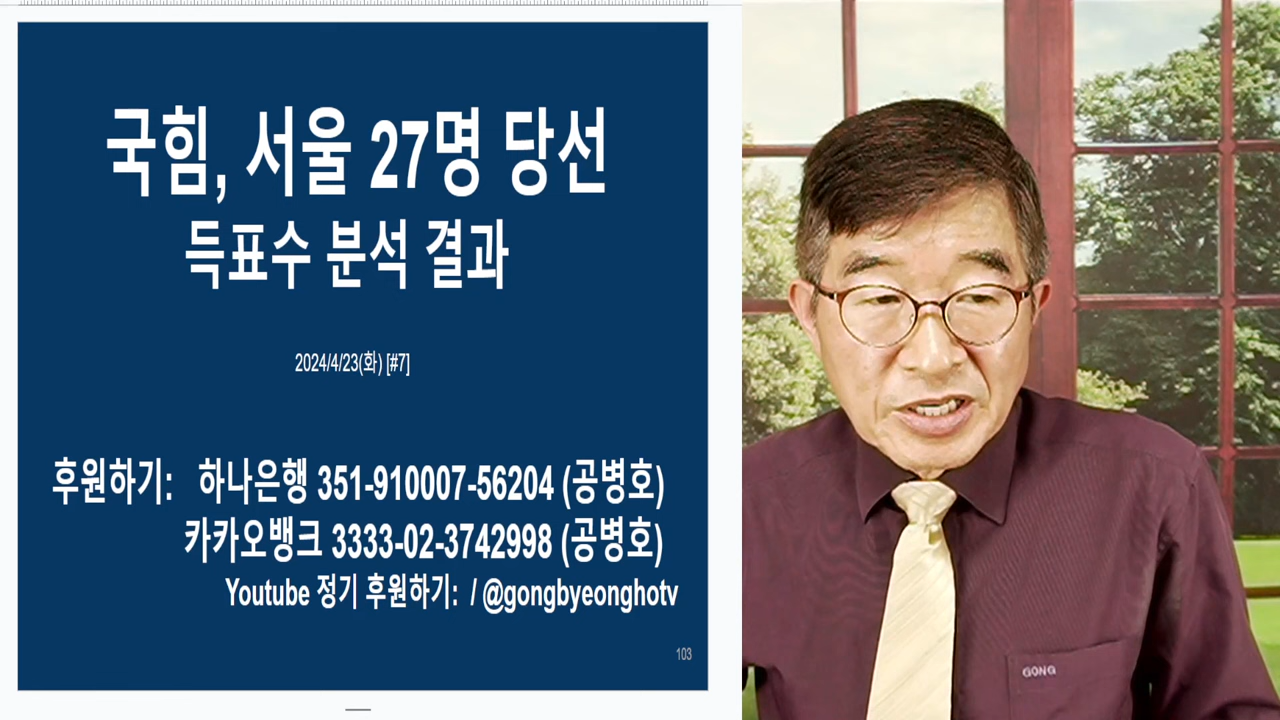 국힘, 서울 27명 당선
득표수 분석 결과
2024/4/23(화) [#7]
후원하기: 하나은행 351-910007-56204 (공병호)
카카오뱅크 3333-02-3742998 (공병호)
Youtube 정기 후원하기: / @gongbyeonghotv
103
GONG